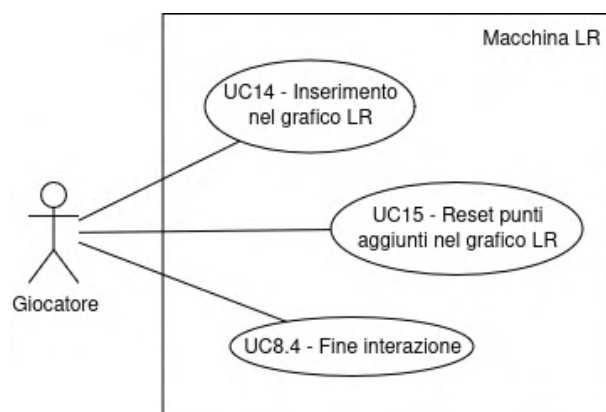 Macchina LR
UC14 - Inserimento
nel grafico LR
UC15 - Reset punti
aggiunti nel grafico LR
Giocatore
UC8.4 - Fine interazione